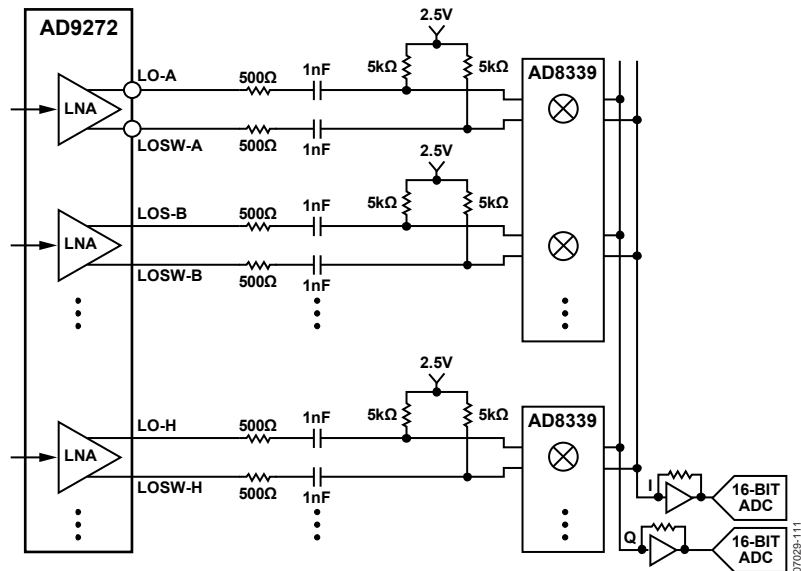 AD9272
LNA
LO-A
LOSW-A
500Ω
1nF
500Ω
1nF
2.5V
5kΩ
5kΩ
AD8339
LNA
LOS-B
LOSW-B
500Ω
1nF
500Ω
1nF
2.5V
5kΩ
5kΩ
LNA
LO-H
LOSW-H
500Ω
1nF
500Ω
1nF
2.5V
5kΩ
5kΩ
AD8339
I
16-BIT
ADC
Q
16-BIT
ADC
07029-111